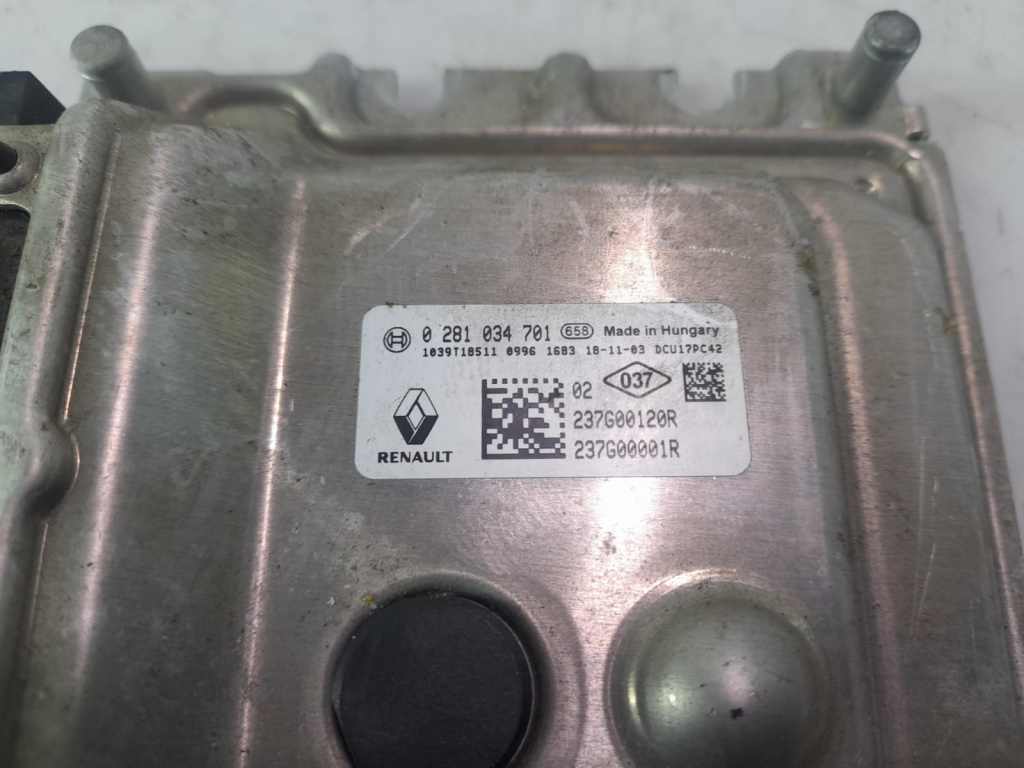 0 281 034 701 658 Made in Hungary
1039T18511 0996 1683 18-11-03 DCU17PC42
02 037
237G00120R
RENAULT 237G00001R